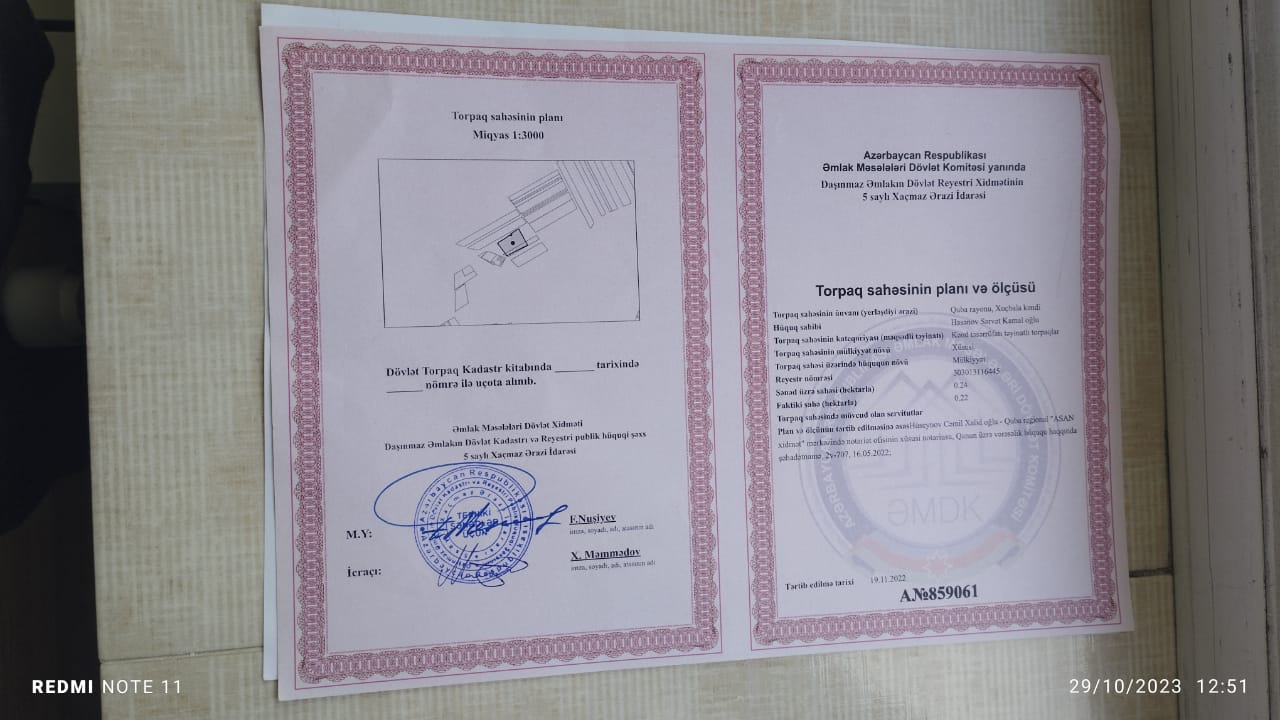 Torpaq sahəsinin planı
Miqyas 1:3000
Dövlət Torpaq Kadastr kitabında _______ tarixində
_______ nömrə ilə uçota alınıb.
Əmlak Məsələləri Dövlət Xidməti
Daşınmaz Əmlakın Dövlət Kadastrı və Reyestri publik hüquqi şəxs
5 saylı Xaçmaz Ərazi İdarəsi
TEXNİKİ
SƏNƏDLƏR
ÜÇÜN
M.Y:
F.Nuşiyev
imza, soyadı, adı, atasının adı
İcraçı:
X. Məmmədov
imza, soyadı, adı, atasının adı
Azərbaycan Respublikası
Əmlak Məsələləri Dövlət Komitəsi yanında
Daşınmaz Əmlakın Dövlət Reyestri Xidmətinin
5 saylı Xaçmaz Ərazi İdarəsi
Torpaq sahəsinin planı və ölçüsü
Torpaq sahəsinin ünvanı (yerləşdiyi ərazi) Quba rayonu, Xuçbala kəndi
Hüquq sahibi Həsənov Sərvət Kamal oğlu
Torpaq sahəsinin kateqoriyası (məqsədli təyinatı) Kənd təsərrüfatı təyinatlı torpaqlar
Torpaq sahəsinin mülkiyyət növü Xüsusi
Torpaq sahəsi üzərində hüququn növü Mülkiyyət
Reyestr nömrəsi 303013116445
Sənəd üzrə sahəsi (hektarla) 0.24
Faktiki sahə (hektarla) 0.22
Torpaq sahəsində mövcud olan servitutlar
Plan və ölçünün tərtib edilməsinə əsasHüseynov Cəmil Xalid oğlu - Quba regional "ASAN
xidmət" mərkəzində notariat ofisinin xüsusi notariusu, Qanun üzrə vərəsəlik hüququ haqqında
şəhadətnamə, 2v-707, 16.05.2022;
ƏMDK
Tərtib edilmə tarixi 19.11.2022
A.№859061
REDMI NOTE 11
29/10/2023 12:51